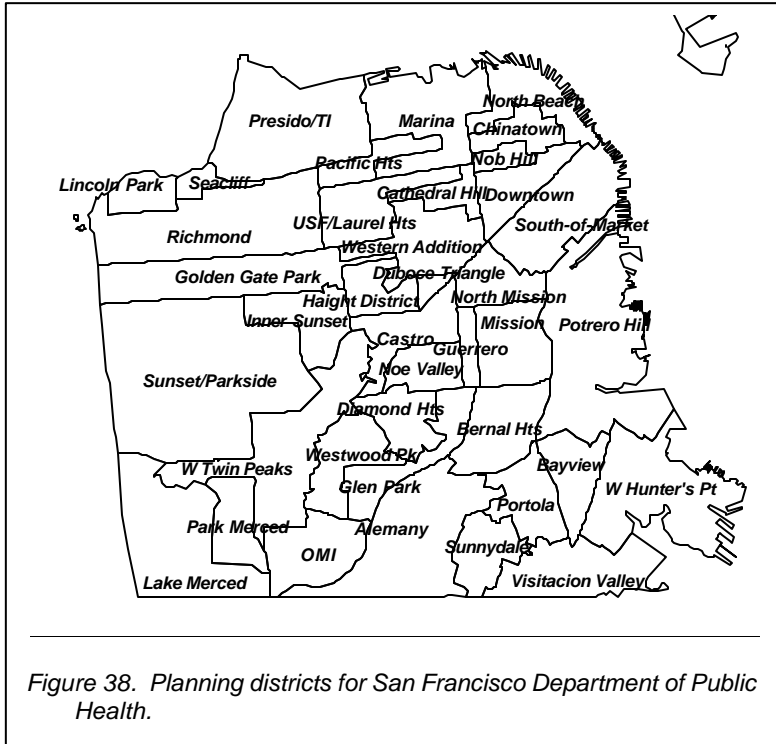 North Beach
Presido/TI
Marina
Chinatown
Pacific Hts
Nob Hill
Lincoln Park
Seacliff
Cathedral Hill
Downtown
USF/Laurel Hts
South-of-Market
Richmond
Western Addition
Golden Gate Park
Duboce Triangle
Haight District
North Mission
Inner Sunset
Mission
Potrero Hill
Castro
Guerrero
Noe Valley
Sunset/Parkside
Diamond Hts
Bernal Hts
Westwood Pk
Bayview
W Twin Peaks
Glen Park
W Hunter's Pt
Portola
Park Merced
Alemany
OMI
Sunnydale
Lake Merced
Visitacion Valley
Figure 38. Planning districts for San Francisco Department of Public
Health.